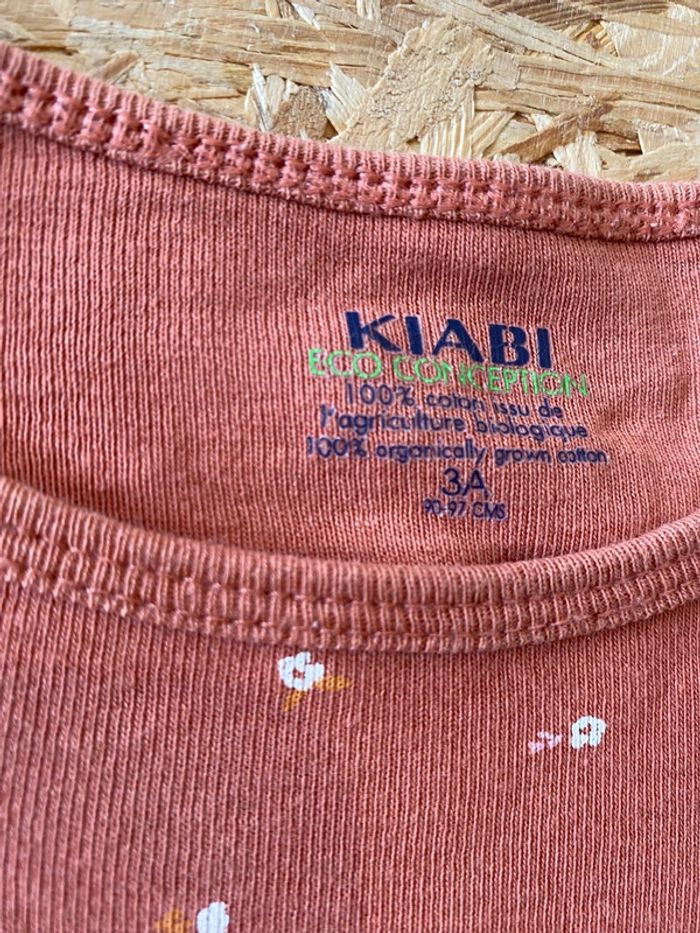 KIABI
ECO CONCEPTION
100% coton issu de
l'agriculture biologique
100% organically grown cotton
3A
90-97 CMS